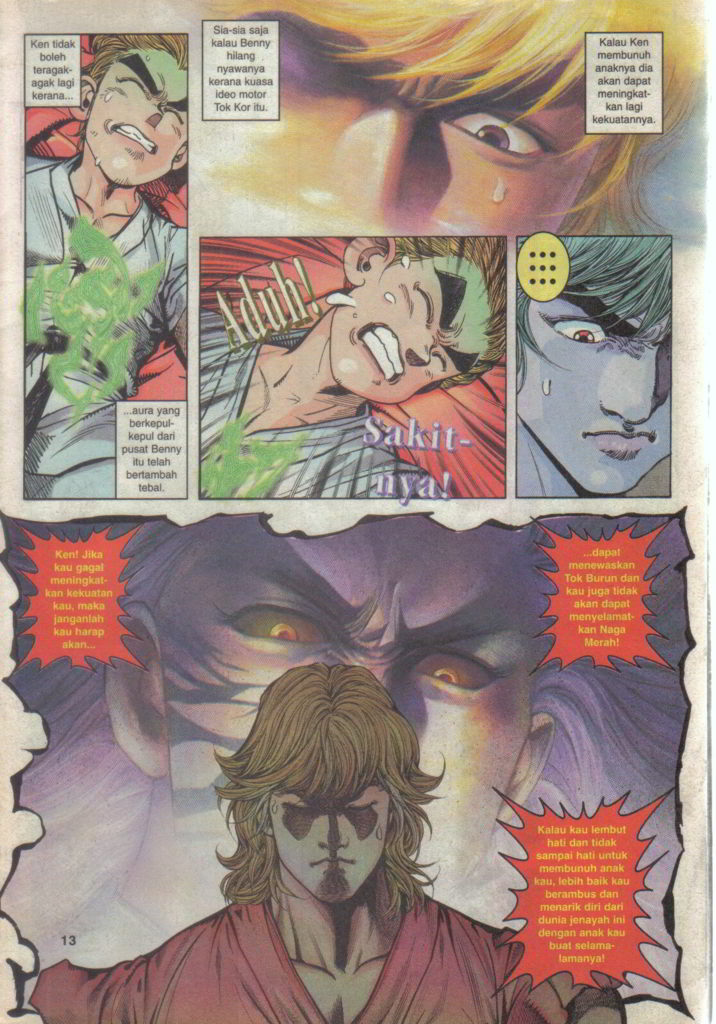 Ken tidak
boleh
teragak-
agak lagi
kerana...
Sia-sia saja
kalau Benny
hilang
nyawanya
kerana kuasa
ideo motor
Tok Kor itu.
Kalau Ken
membunuh
anaknya dia
akan dapat
meningkat-
kan lagi
kekuatannya.
...aura yang
berkepul-
kepul dari
pusat Benny
itu telah
bertambah
tebal.
Aduh!
Sakit-
nya!
Ken! Jika
kau gagal
meningkat-
kan kekuatan
kau, maka
janganlah
kau harap
akan...
...dapat
menewaskan
Tok Burun dan
kau juga tidak
akan dapat
menyelamat-
kan Naga
Merah!
Kalau kau lembut
hati dan tidak
sampai hati untuk
membunuh anak
kau, lebih baik kau
berambus dan
menarik diri dari
dunia jenayah ini
dengan anak kau
buat selama-
lamanya!
13